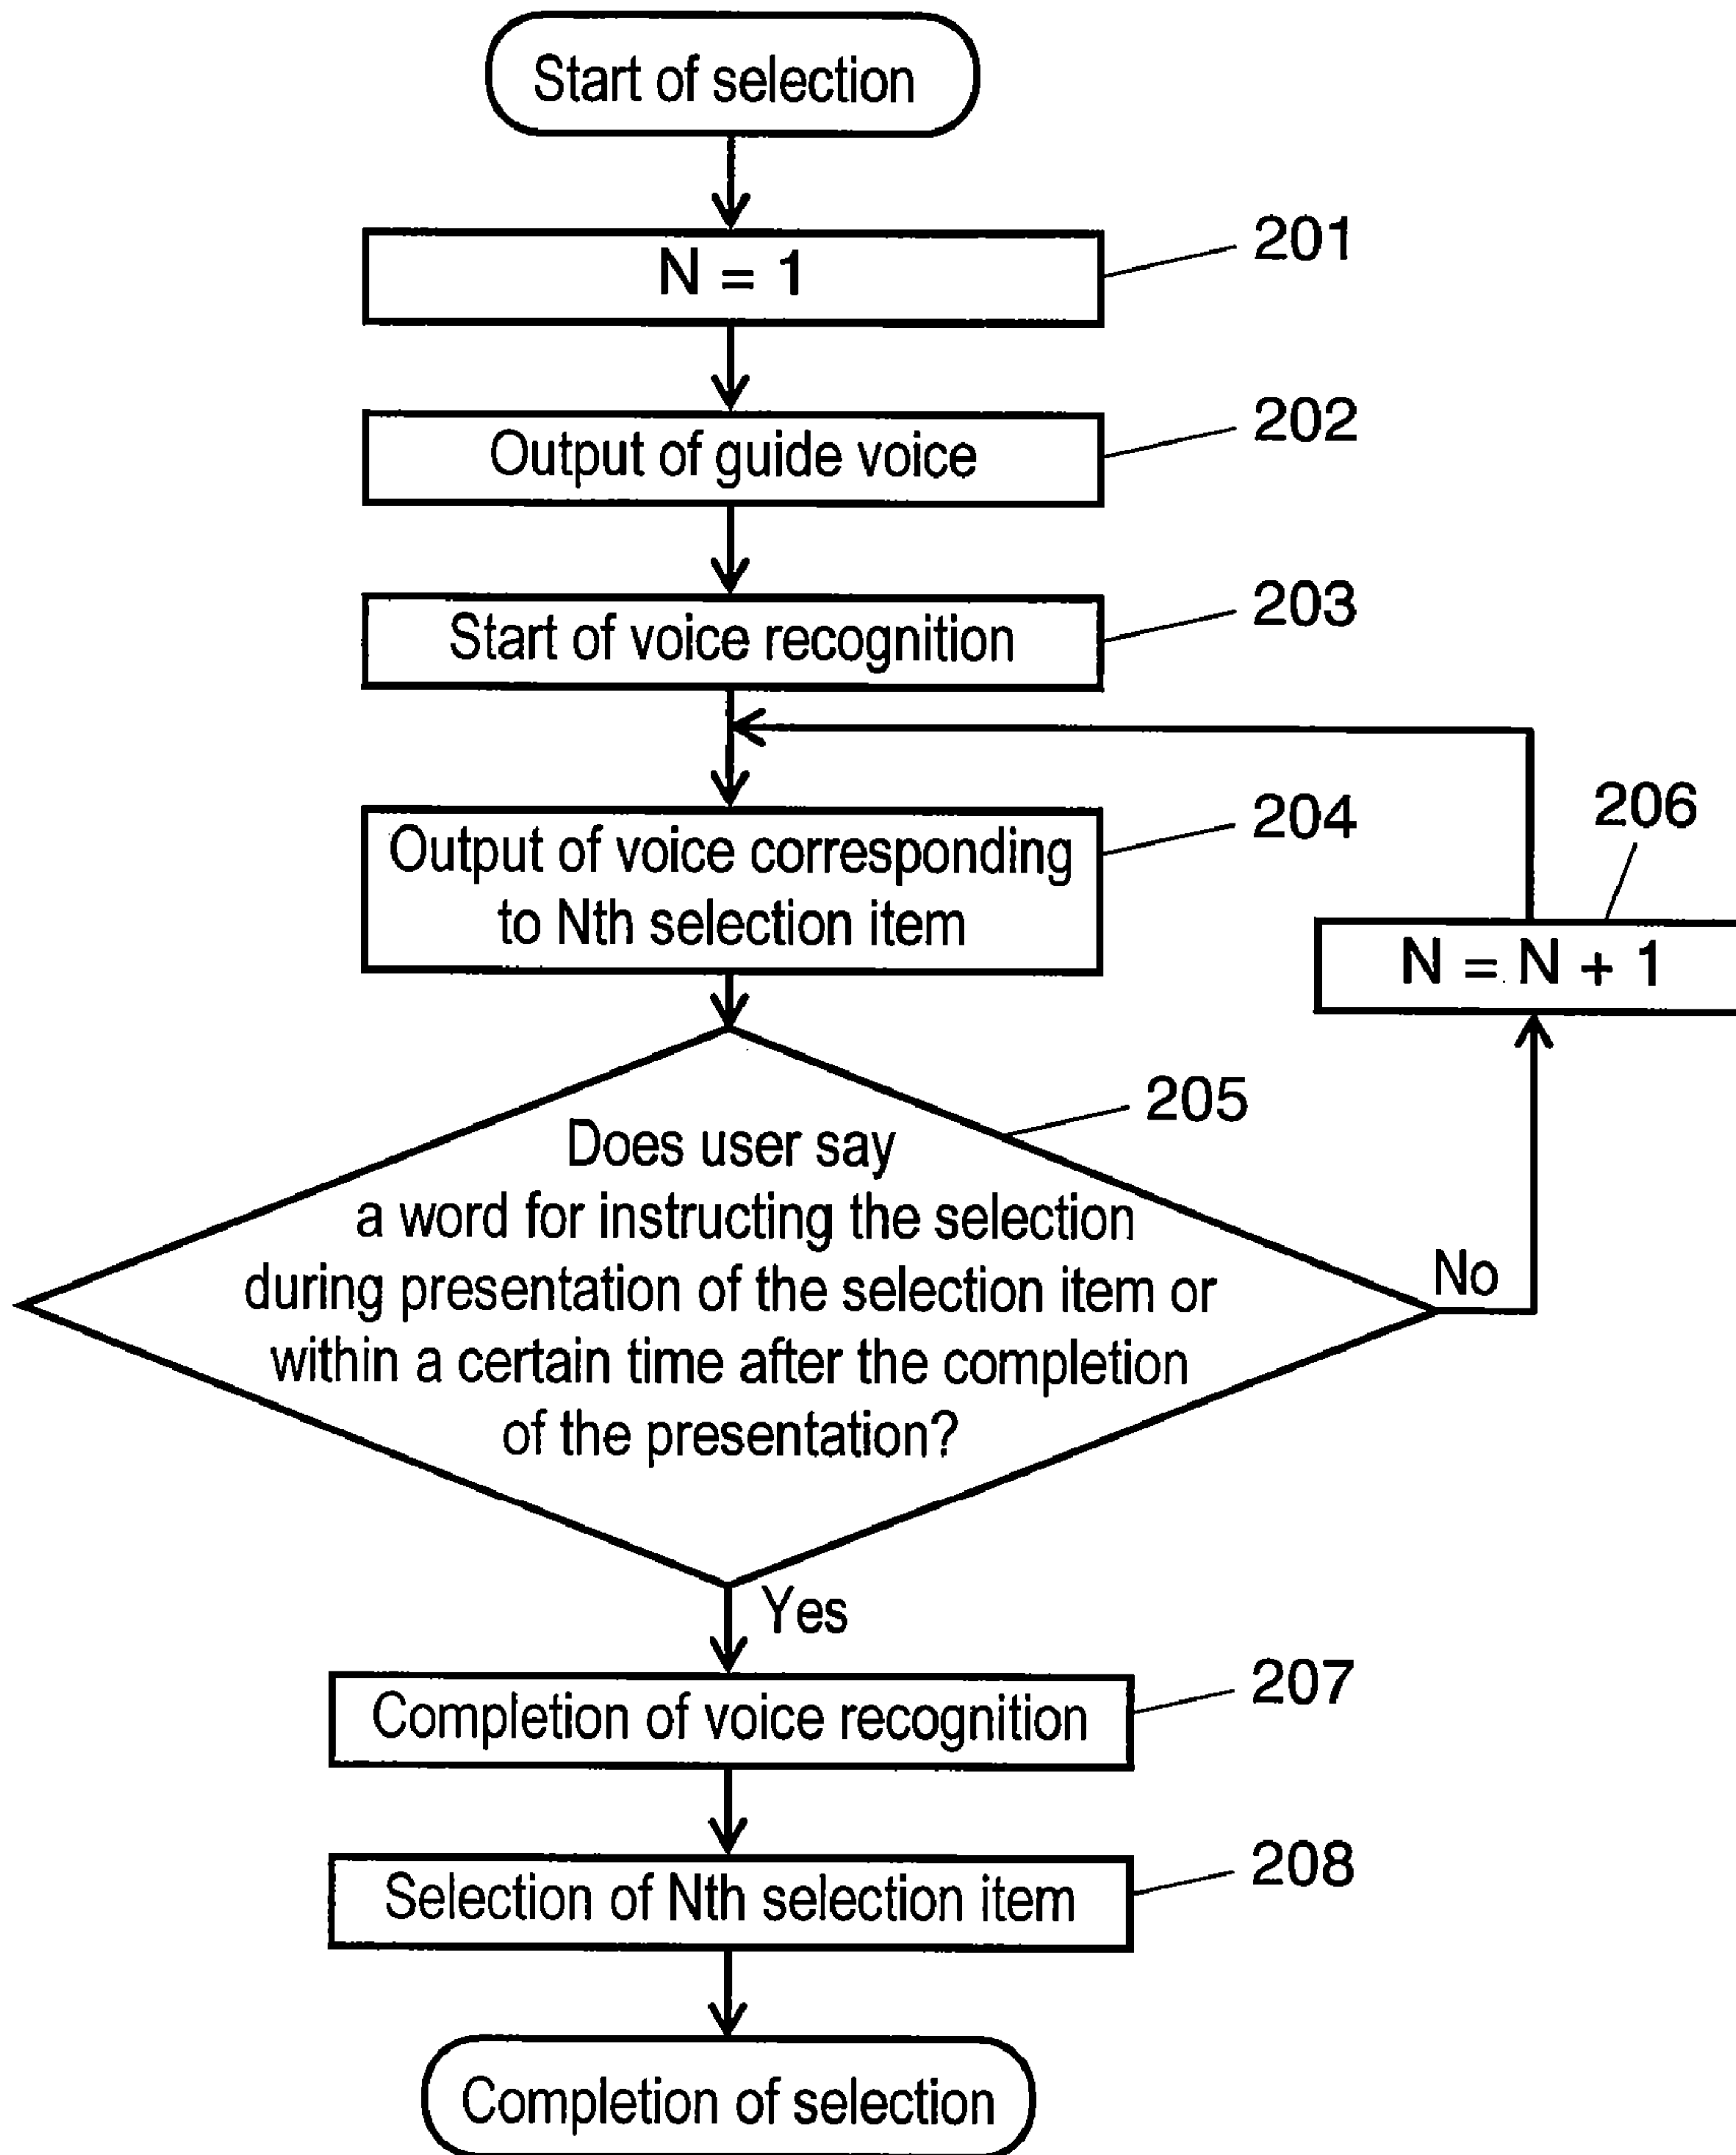 Start of selection
N = 1
201
Output of guide voice
202
Start of voice recognition
203
Output of voice corresponding
to Nth selection item
204
206
N = N + 1
205
Does user say
a word for instructing the selection
during presentation of the selection item or
within a certain time after the completion
of the presentation?
No
Yes
Completion of voice recognition
207
Selection of Nth selection item
208
Completion of selection